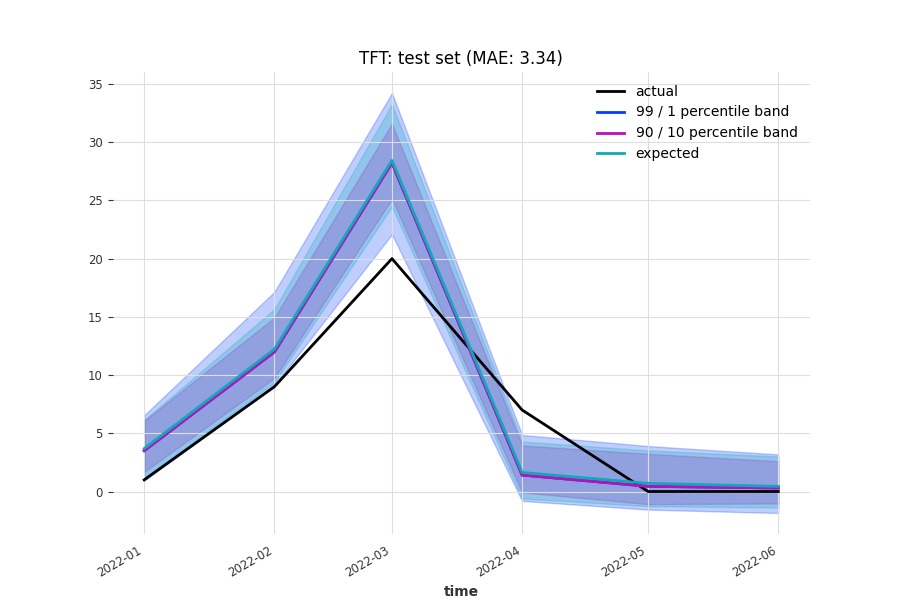 TFT: test set (MAE: 3.34)
actual
99 / 1 percentile band
90 / 10 percentile band
expected
35
30
25
20
15
10
5
0
2022-01
2022-02
2022-03
2022-04
2022-05
2022-06
time